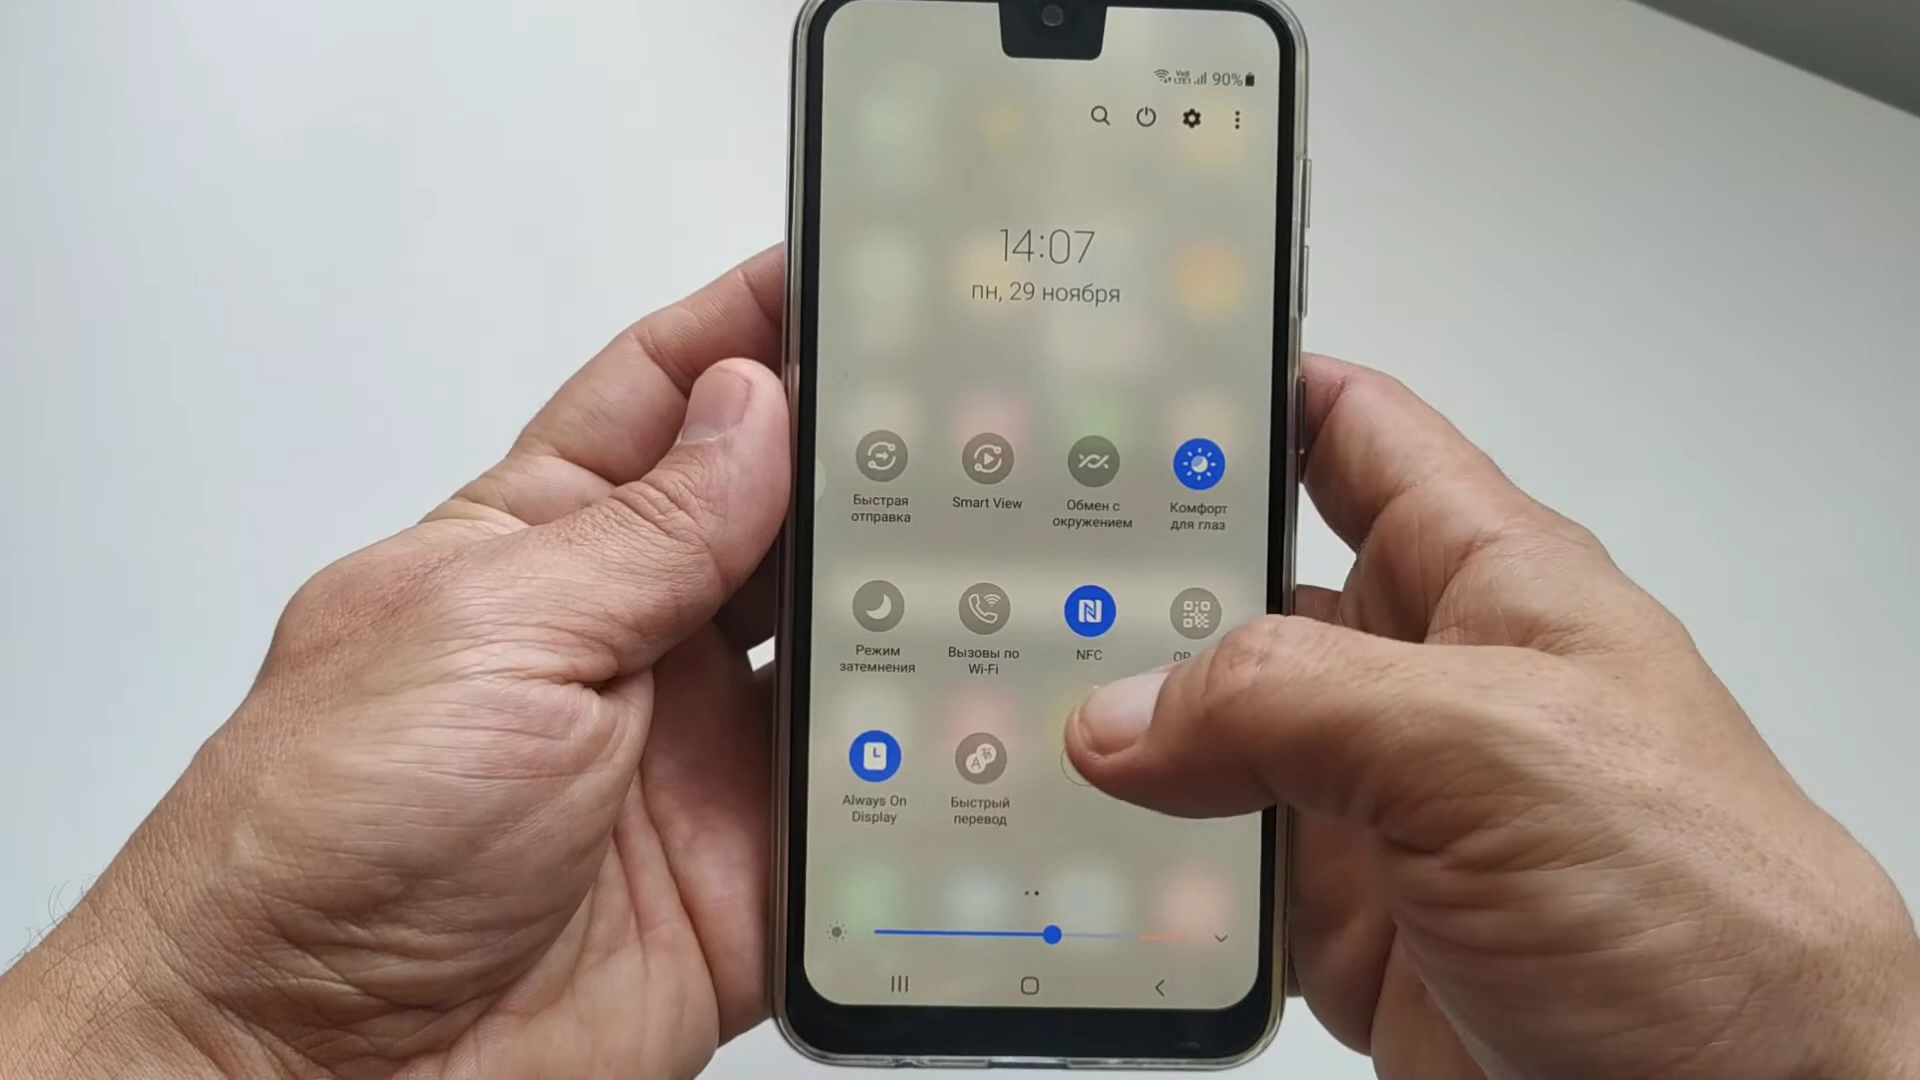 90%
14:07
пн, 29 ноября
Быстрая
отправка
Smart View
Обмен с
окружением
Комфорт
для глаз
Режим
затемнения
Вызовы по
Wi-Fi
NFC
Always On
Display
Быстрый
перевод